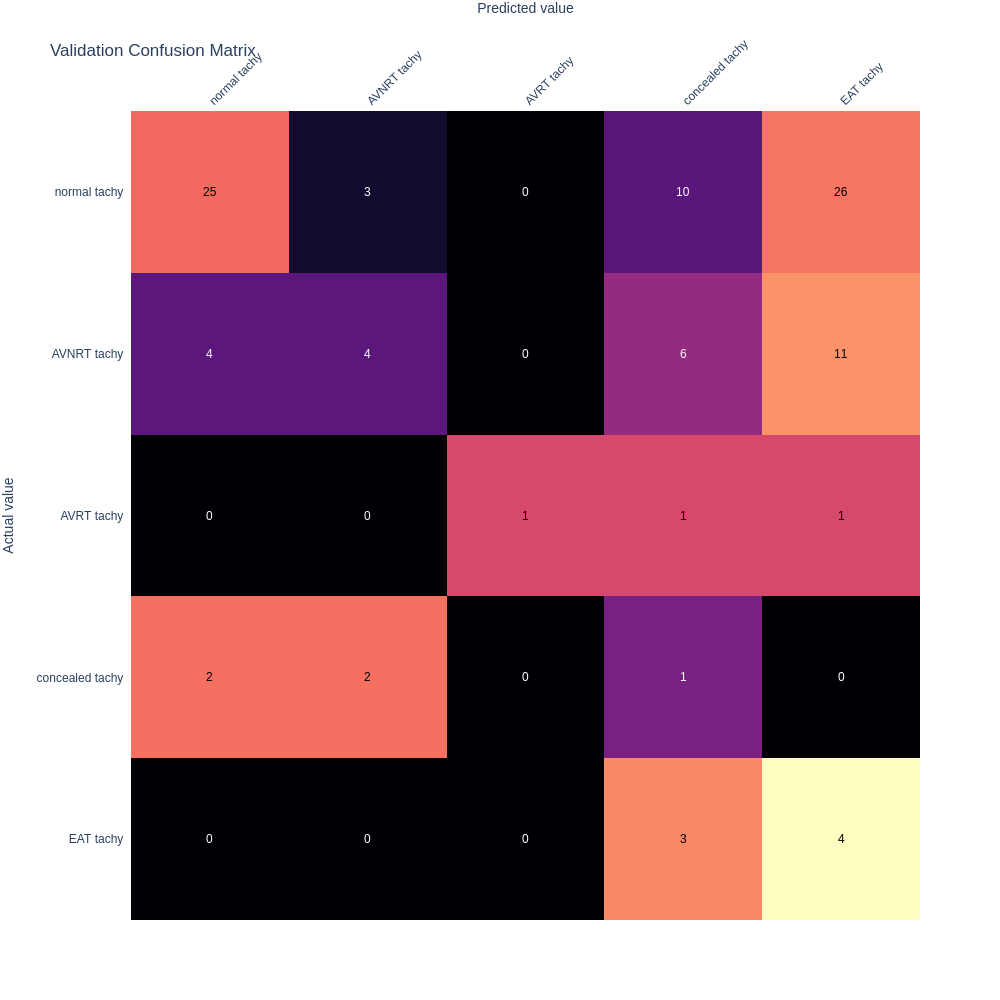 Predicted value
Validation Confusion Matrix
normal tachy AVNRT tachy AVRT tachy concealed tachy EAT tachy
normal tachy 25 3 0 10 26
AVNRT tachy 4 4 0 6 11
AVRT tachy 0 0 1 1 1
concealed tachy 2 2 0 1 0
EAT tachy 0 0 0 3 4
Actual value